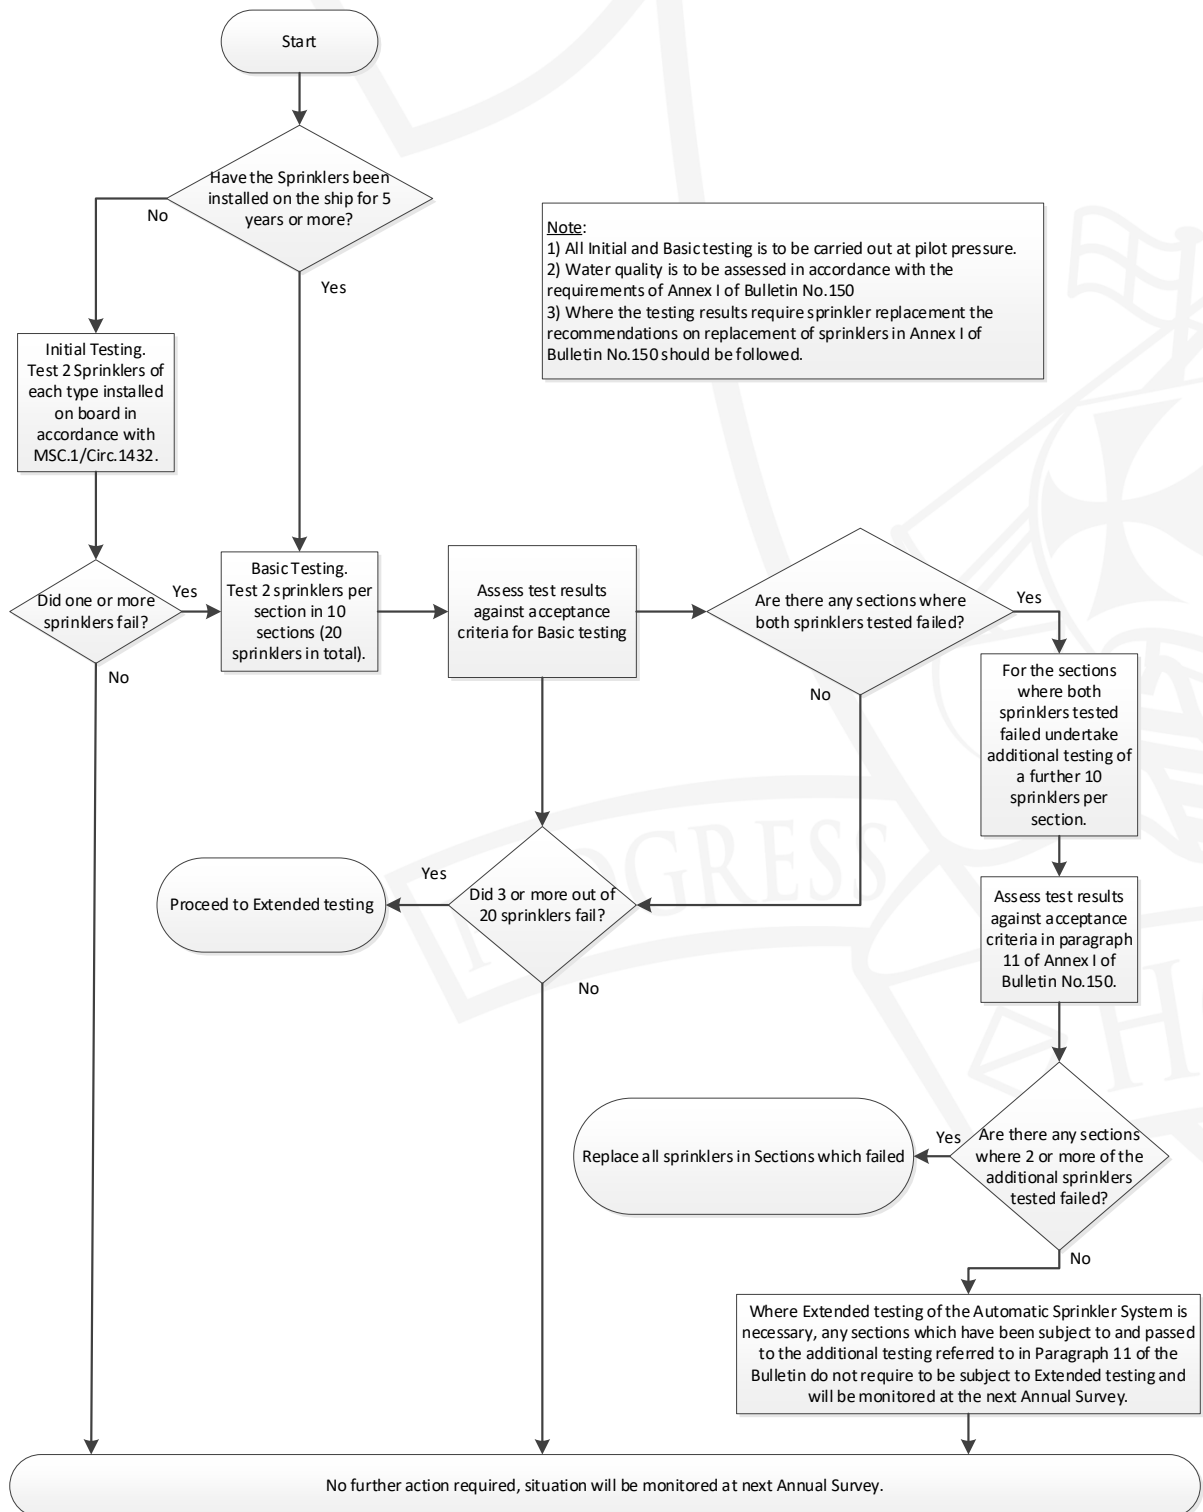 Start
Have the Sprinklers been
installed on the ship for 5
years or more?
No
Yes
Note:
1) All Initial and Basic testing is to be carried out at pilot pressure.
2) Water quality is to be assessed in accordance with the
requirements of Annex I of Bulletin No.150
3) Where the testing results require sprinkler replacement the
recommendations on replacement of sprinklers in Annex I of
Bulletin No.150 should be followed.
Initial Testing.
Test 2 Sprinklers of
each type installed
on board in
accordance with
MSC.1/Circ.1432.
Did one or more
sprinklers fail?
Yes
No
Basic Testing.
Test 2 sprinklers per
section in 10
sections (20
sprinklers in total).
Assess test results
against acceptance
criteria for Basic testing
Are there any sections where
both sprinklers tested failed?
Yes
No
For the sections
where both
sprinklers tested
failed undertake
additional testing of
a further 10
sprinklers per
section.
Proceed to Extended testing
Yes
Did 3 or more out of
20 sprinklers fail?
No
Assess test results
against acceptance
criteria in paragraph
11 of Annex I of
Bulletin No.150.
Replace all sprinklers in Sections which failed
Yes
Are there any sections
where 2 or more of the
additional sprinklers
tested failed?
No
Where Extended testing of the Automatic Sprinkler System is
necessary, any sections which have been subject to and passed
to the additional testing referred to in Paragraph 11 of the
Bulletin do not require to be subject to Extended testing and
will be monitored at the next Annual Survey.
No further action required, situation will be monitored at next Annual Survey.